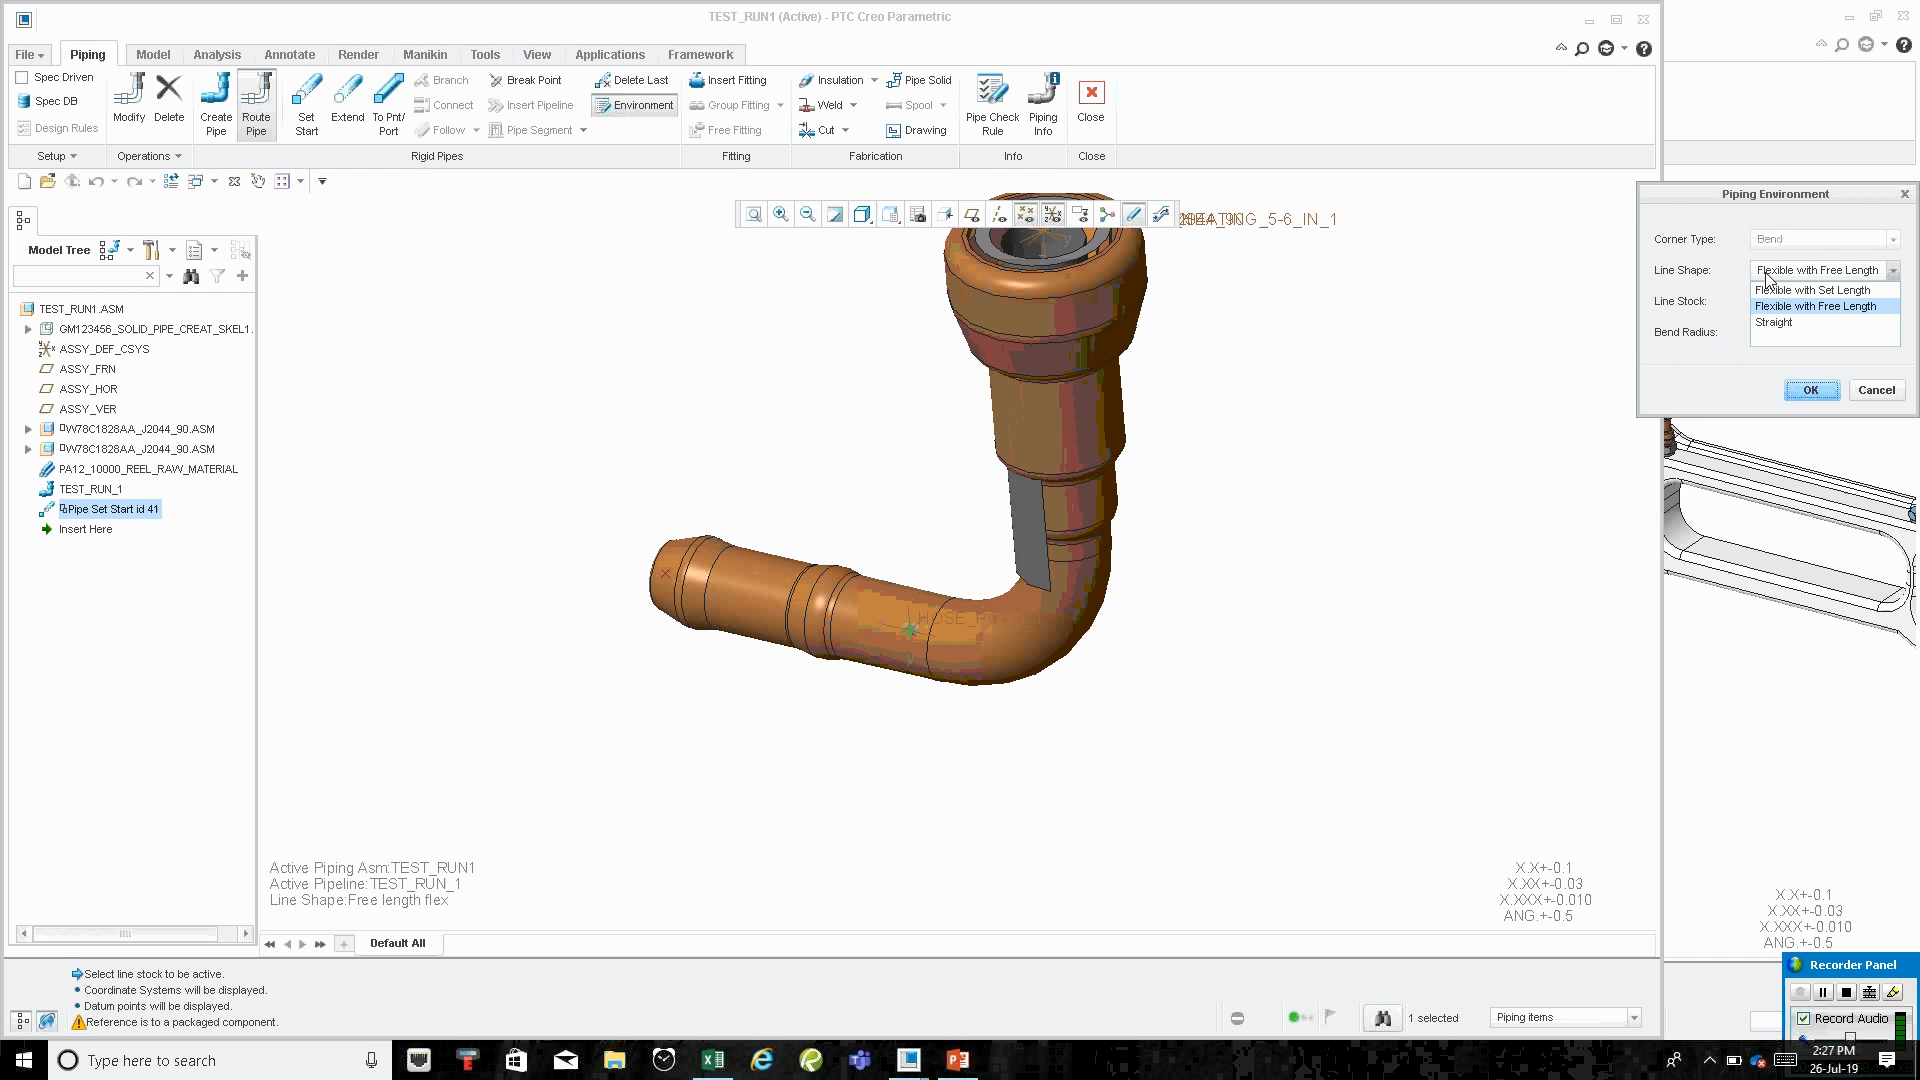 TEST_RUN1 (Active) - PTC Creo Parametric
File Piping Model Analysis Annotate Render Manikin Tools View Applications Framework
Spec Driven
Spec DB
Design Rules
Setup
Modify Delete
Operations
Create Pipe
Route Pipe
Set Start
Extend
To Pnt/ Port
Branch
Connect
Follow
Break Point
Insert Pipeline
Pipe Segment
Delete Last
Environment
Rigid Pipes
Insert Fitting
Group Fitting
Free Fitting
Fitting
Insulation
Weld
Cut
Pipe Solid
Spool
Drawing
Fabrication
Pipe Check Rule
Piping Info
Info
Close
Close
Model Tree
TEST_RUN1.ASM
GM123456_SOLID_PIPE_CREAT_SKEL1.
ASSY_DEF_CSYS
ASSY_FRN
ASSY_HOR
ASSY_VER
W78C1828AA_J2044_90.ASM
W78C1828AA_J2044_90.ASM
PA12_10000_REEL_RAW_MATERIAL
TEST_RUN_1
Pipe Set Start id 41
Insert Here
_5-6_IN_1
y
y
Active Piping Asm:TEST_RUN1
Active Pipeline:TEST_RUN_1
Line Shape:Free length flex
X.X+-0.1
X.XX+-0.03
X.XXX+-0.010
ANG.+-0.5
Default All
Select line stock to be active.
Coordinate Systems will be displayed.
Datum points will be displayed.
Reference is to a packaged component.
1 selected
Piping items
Piping Environment
Corner Type: Bend
Line Shape: Flexible with Free Length
Flexible with Set Length
Flexible with Free Length
Straight
Line Stock:
Bend Radius:
OK Cancel
X.X+-0.1
X.XX+-0.03
X.XXX+-0.010
ANG.+-0.5
Recorder Panel
Record Audio
Type here to search
2:27 PM
26-Jul-19